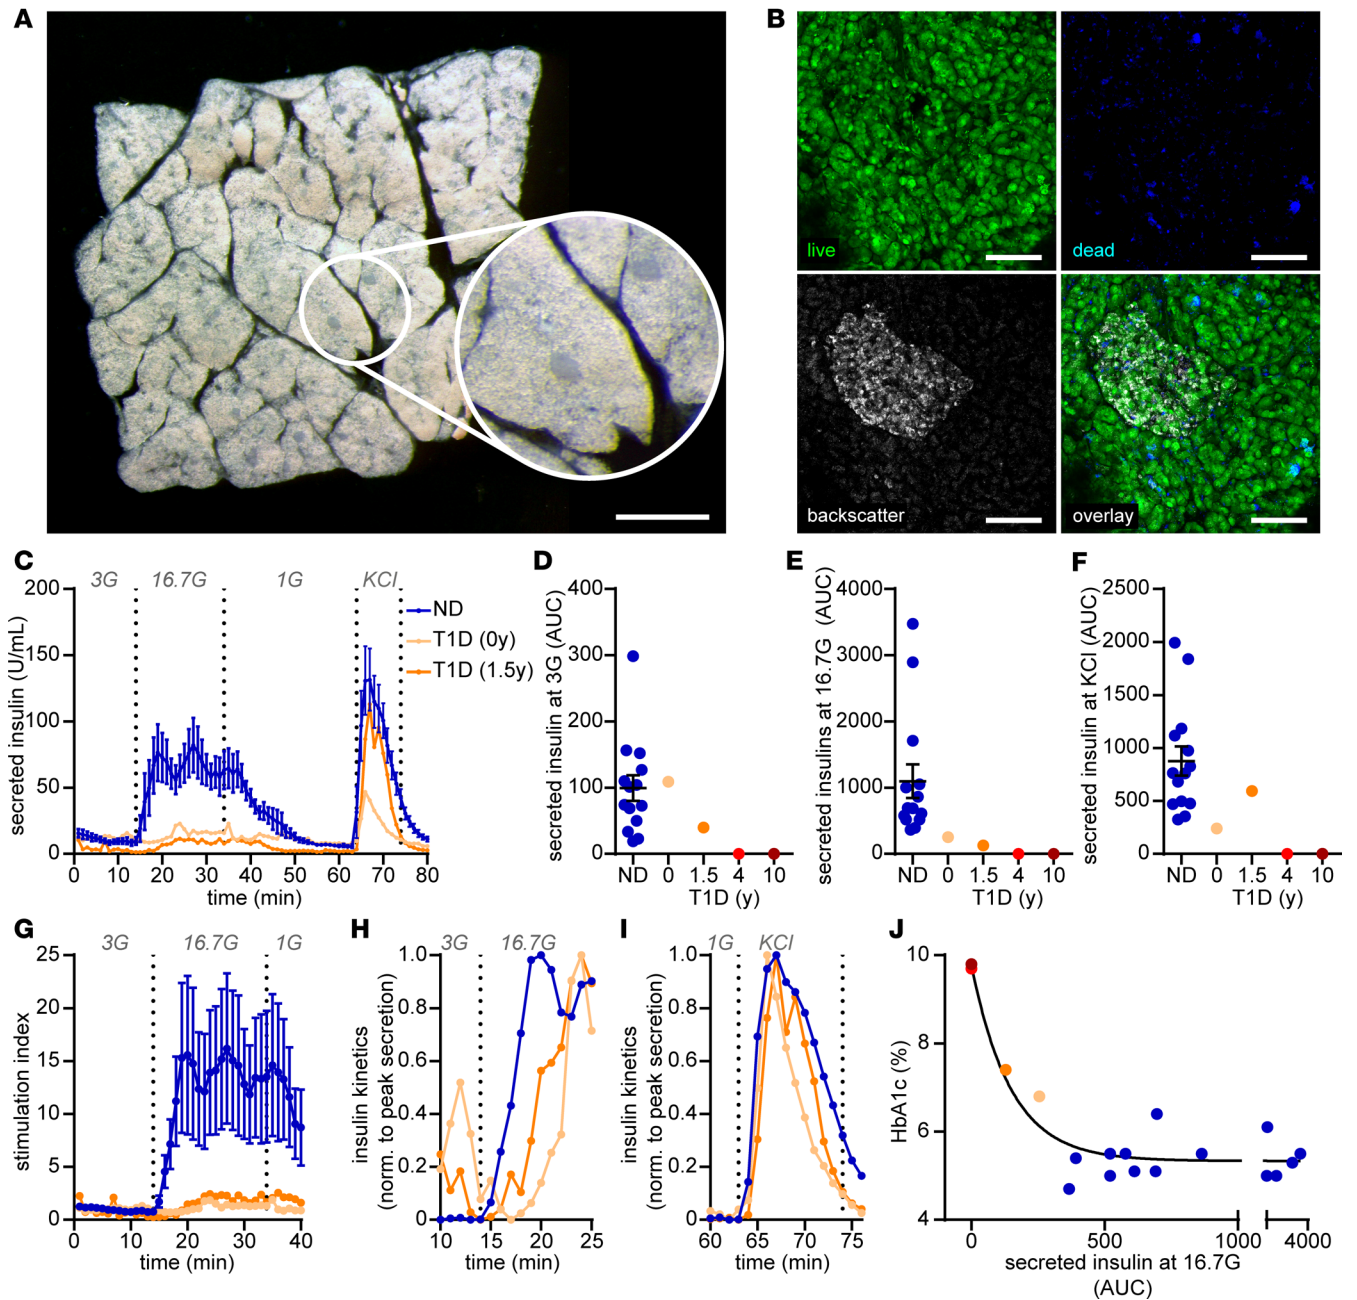 A
B
live
dead
backscatter
overlay
C
3G 16.7G 1G KCl
secreted insulin (U/mL)
200
150
100
50
0
0 10 20 30 40 50 60 70 80
time (min)
ND
T1D (0y)
T1D (1.5y)
D
secreted insulin at 3G (AUC)
400
300
200
100
0
ND 0 1.5 4 10
T1D (y)
E
secreted insulins at 16.7G (AUC)
4000
3000
2000
1000
0
ND 0 1.5 4 10
T1D (y)
F
secreted insulin at KCl (AUC)
2500
2000
1500
1000
500
0
ND 0 1.5 4 10
T1D (y)
G
3G 16.7G 1G
stimulation index
25
20
15
10
5
0
0 10 20 30 40
time (min)
H
3G 16.7G
insulin kinetics
(norm. to peak secretion)
1.0
0.8
0.6
0.4
0.2
0
10 15 20 25
time (min)
I
1G KCl
insulin kinetics
(norm. to peak secretion)
1.0
0.8
0.6
0.4
0.2
0
60 65 70 75
time (min)
J
HbA1c (%)
10
8
6
4
0 500 1000 4000
secreted insulin at 16.7G
(AUC)